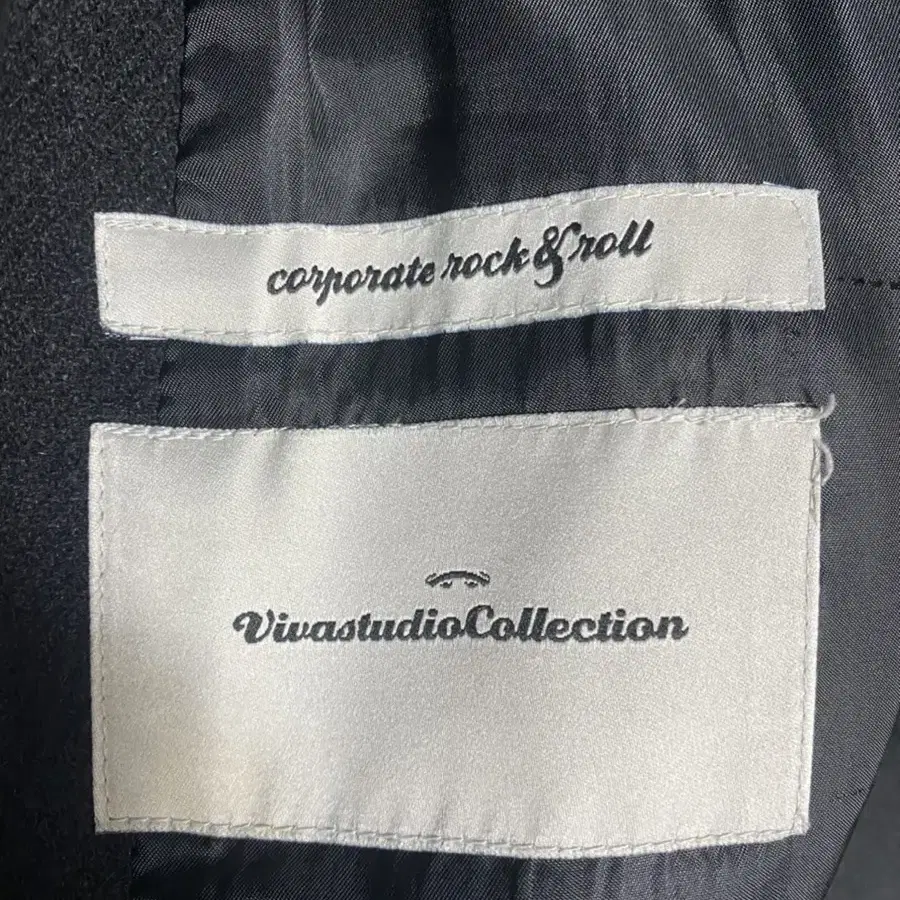 corporate rock & roll
VivastudioCollection